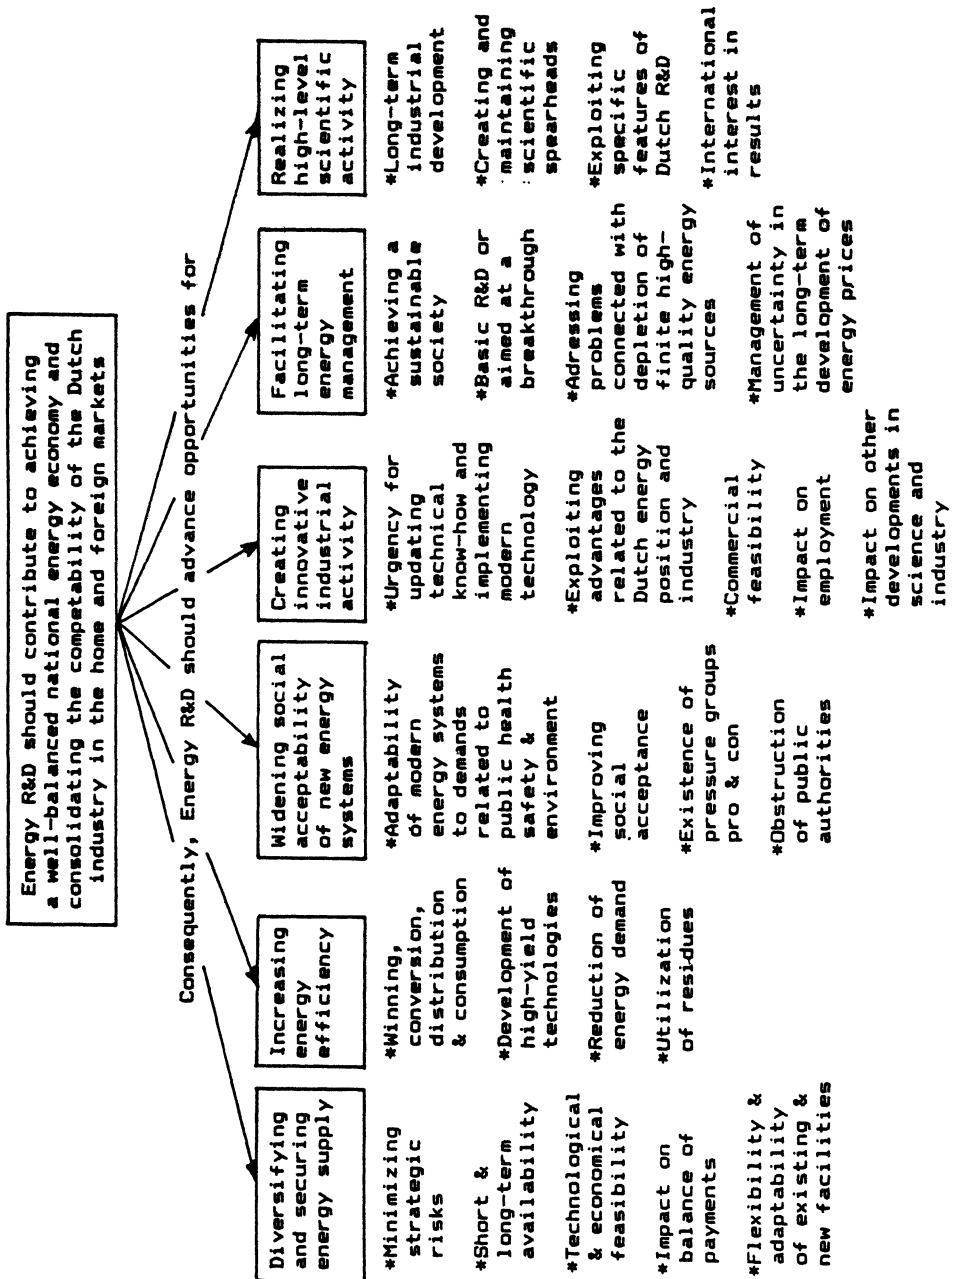 Energy R&D should contribute to achieving
a well-balanced national energy economy and
consolidating the competability of the Dutch
industry in the home and foreign markets
Consequently, Energy R&D should advance opportunities for
Diversifying
and securing
energy supply
*Minimizing
strategic
risks
*Short &
long-term
availability
*Technological
& economical
feasibility
*Impact on
balance of
payments
*Flexibility &
adaptability
of existing &
new facilities
Increasing
energy
efficiency
*Winning,
conversion,
distribution
& consumption
*Development of
high-yield
technologies
*Reduction of
energy demand
*Utilization
of residues
Widening social
acceptability
of new energy
systems
*Adaptability
of modern
energy systems
to demands
related to
public health
safety &
environment
*Improving
social
acceptance
*Existence of
pressure groups
pro & con
*Obstruction
of public
authorities
Creating
innovative
industrial
activity
*Urgency for
updating
technical
know-how and
implementing
modern
technology
*Exploiting
advantages
related to the
Dutch energy
position and
industry
*Commercial
feasibility
*Impact on
employment
*Impact on other
developments in
science and
industry
Facilitating
long-term
energy
management
*Achieving a
sustainable
society
*Basic R&D or
aimed at a
breakthrough
*Adressing
problems
connected with
depletion of
finite high-
quality energy
sources
*Management of
uncertainty in
the long-term
development of
energy prices
Realizing
high-level
scientific
activity
*Long-term
industrial
development
*Creating and
maintaining
scientific
spearheads
*Exploiting
specific
features of
Dutch R&D
*International
interest in
results